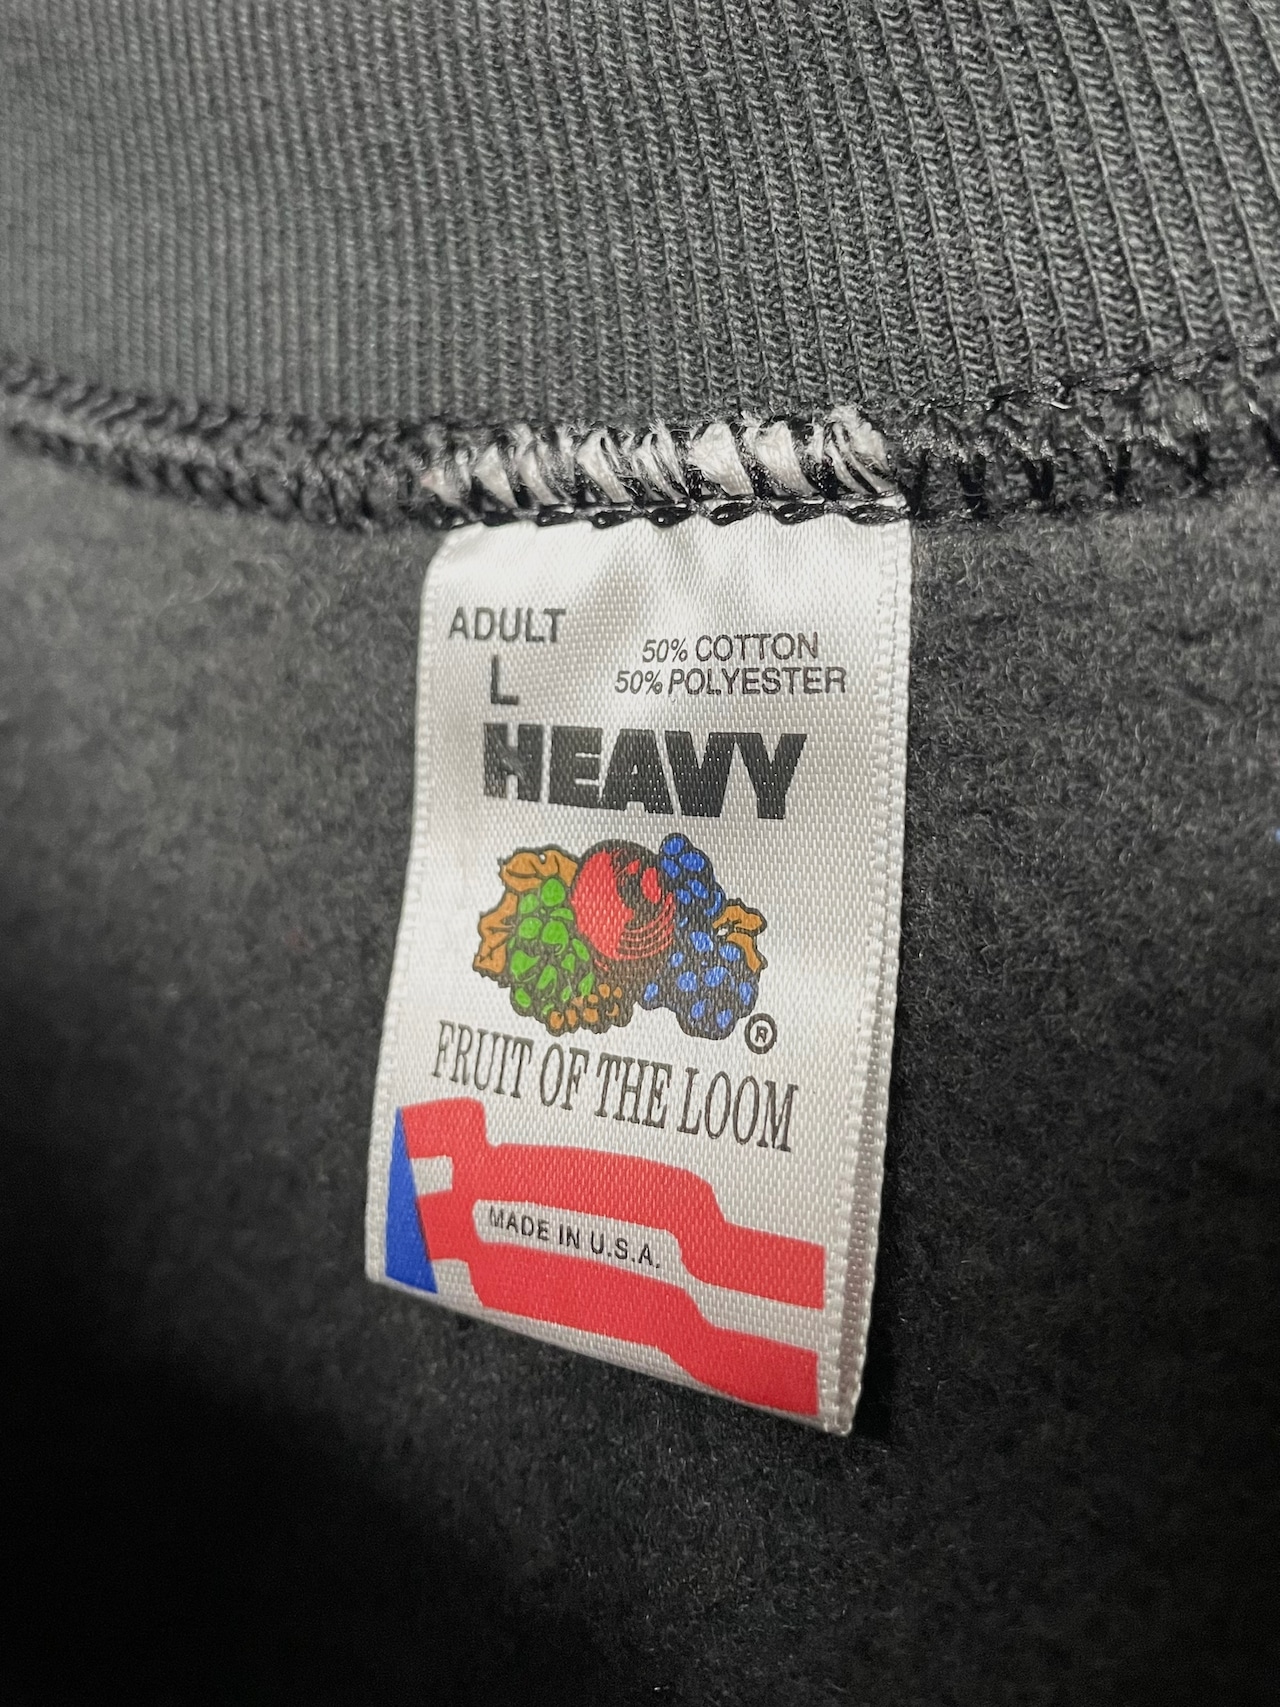 ADULT
L
50% COTTON
50% POLYESTER
HEAVY
®
FRUIT OF THE LOOM
MADE IN U.S.A.